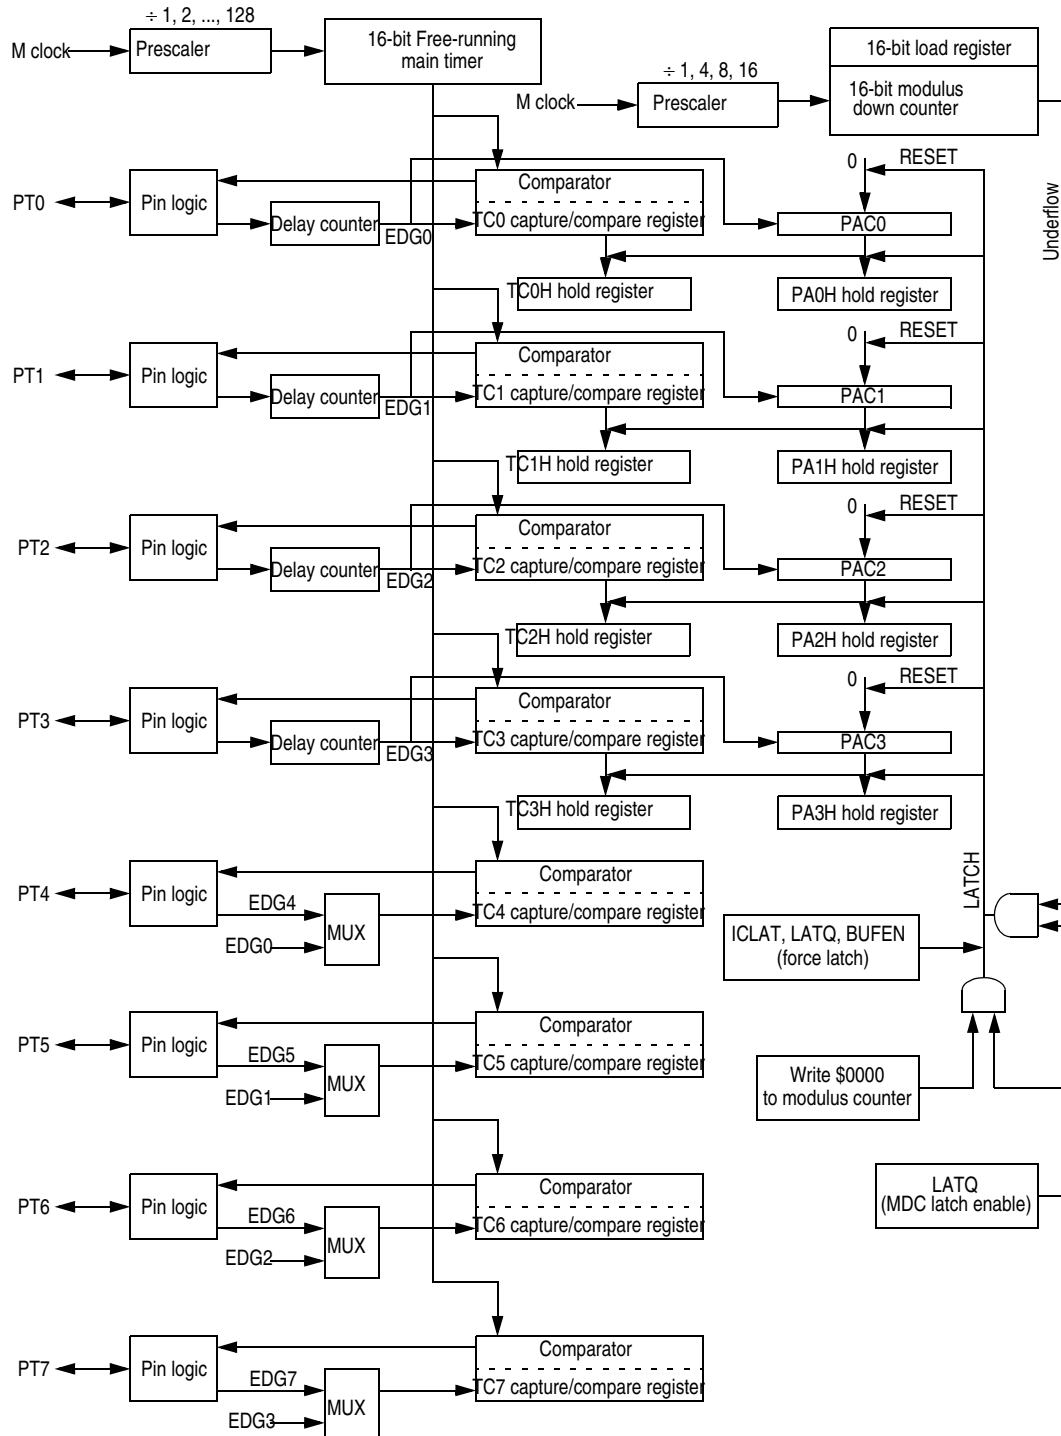 ÷ 1, 2, ..., 128
M clock
Prescaler
16-bit Free-running
main timer
÷ 1, 4, 8, 16
M clock
Prescaler
16-bit load register
16-bit modulus
down counter
Underflow
PT0
Pin logic
Delay counter
EDG0
Comparator
TC0 capture/compare register
0
RESET
PAC0
TC0H hold register
PA0H hold register
PT1
Pin logic
Delay counter
EDG1
Comparator
TC1 capture/compare register
0
RESET
PAC1
TC1H hold register
PA1H hold register
PT2
Pin logic
Delay counter
EDG2
Comparator
TC2 capture/compare register
0
RESET
PAC2
TC2H hold register
PA2H hold register
PT3
Pin logic
Delay counter
EDG3
Comparator
TC3 capture/compare register
0
RESET
PAC3
TC3H hold register
PA3H hold register
LATCH
PT4
Pin logic
EDG4
EDG0
MUX
Comparator
TC4 capture/compare register
ICLAT, LATQ, BUFEN
(force latch)
PT5
Pin logic
EDG5
EDG1
MUX
Comparator
TC5 capture/compare register
Write $0000
to modulus counter
PT6
Pin logic
EDG6
EDG2
MUX
Comparator
TC6 capture/compare register
LATQ
(MDC latch enable)
PT7
Pin logic
EDG7
EDG3
MUX
Comparator
TC7 capture/compare register